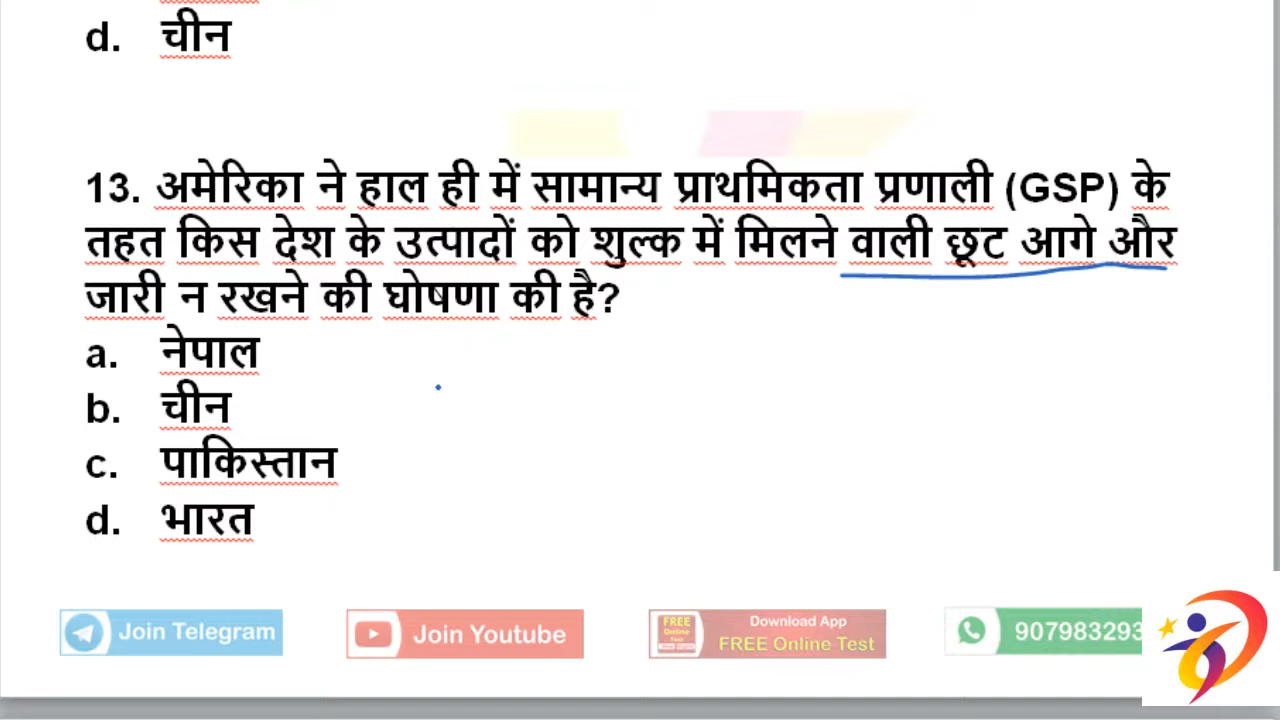 d. चीन
13. अमेरिका ने हाल ही में सामान्य प्राथमिकता प्रणाली (GSP) के
तहत किस देश के उत्पादों को शुल्क में मिलने वाली छूट आगे और
जारी न रखने की घोषणा की है?
a. नेपाल
b. चीन
c. पाकिस्तान
d. भारत
Join Telegram
Join Youtube
FREE
Online
Download App
FREE Online Test
907983293